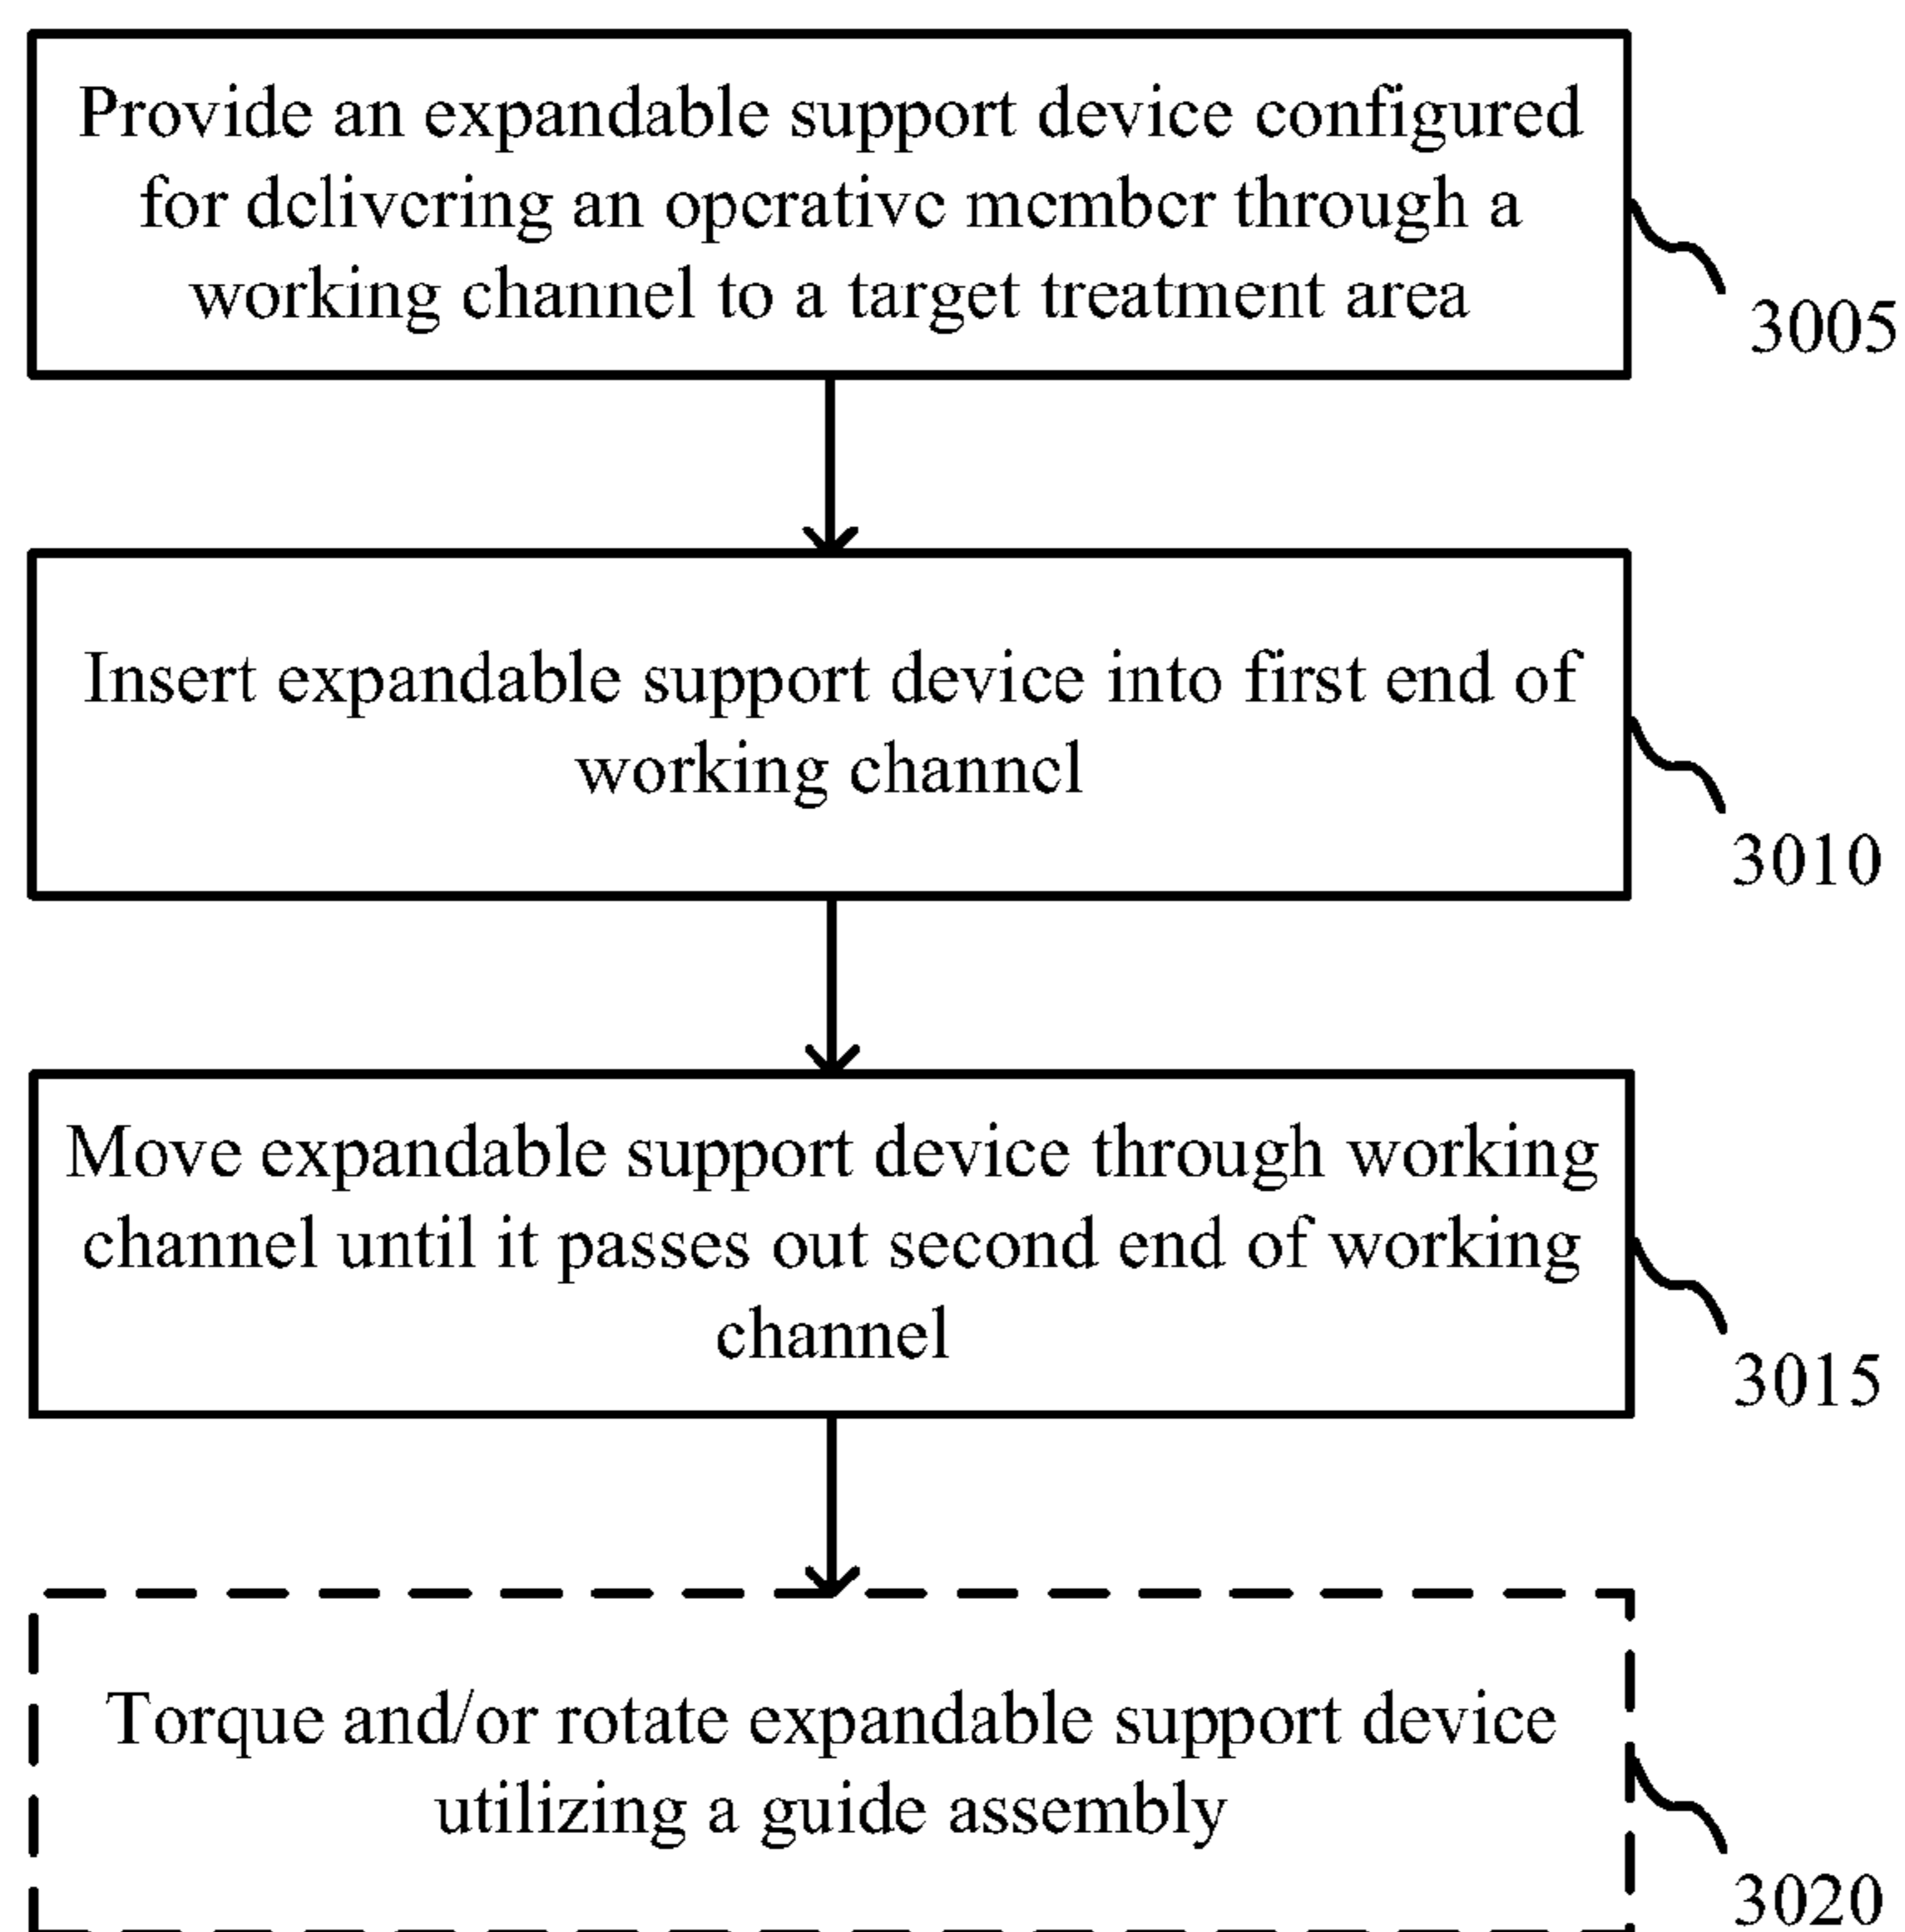 Provide an expandable support device configured
for delivering an operative member through a
working channel to a target treatment area
3005
Insert expandable support device into first end of
working channel
3010
Move expandable support device through working
channel until it passes out second end of working
channel
3015
Torque and/or rotate expandable support device
utilizing a guide assembly
3020